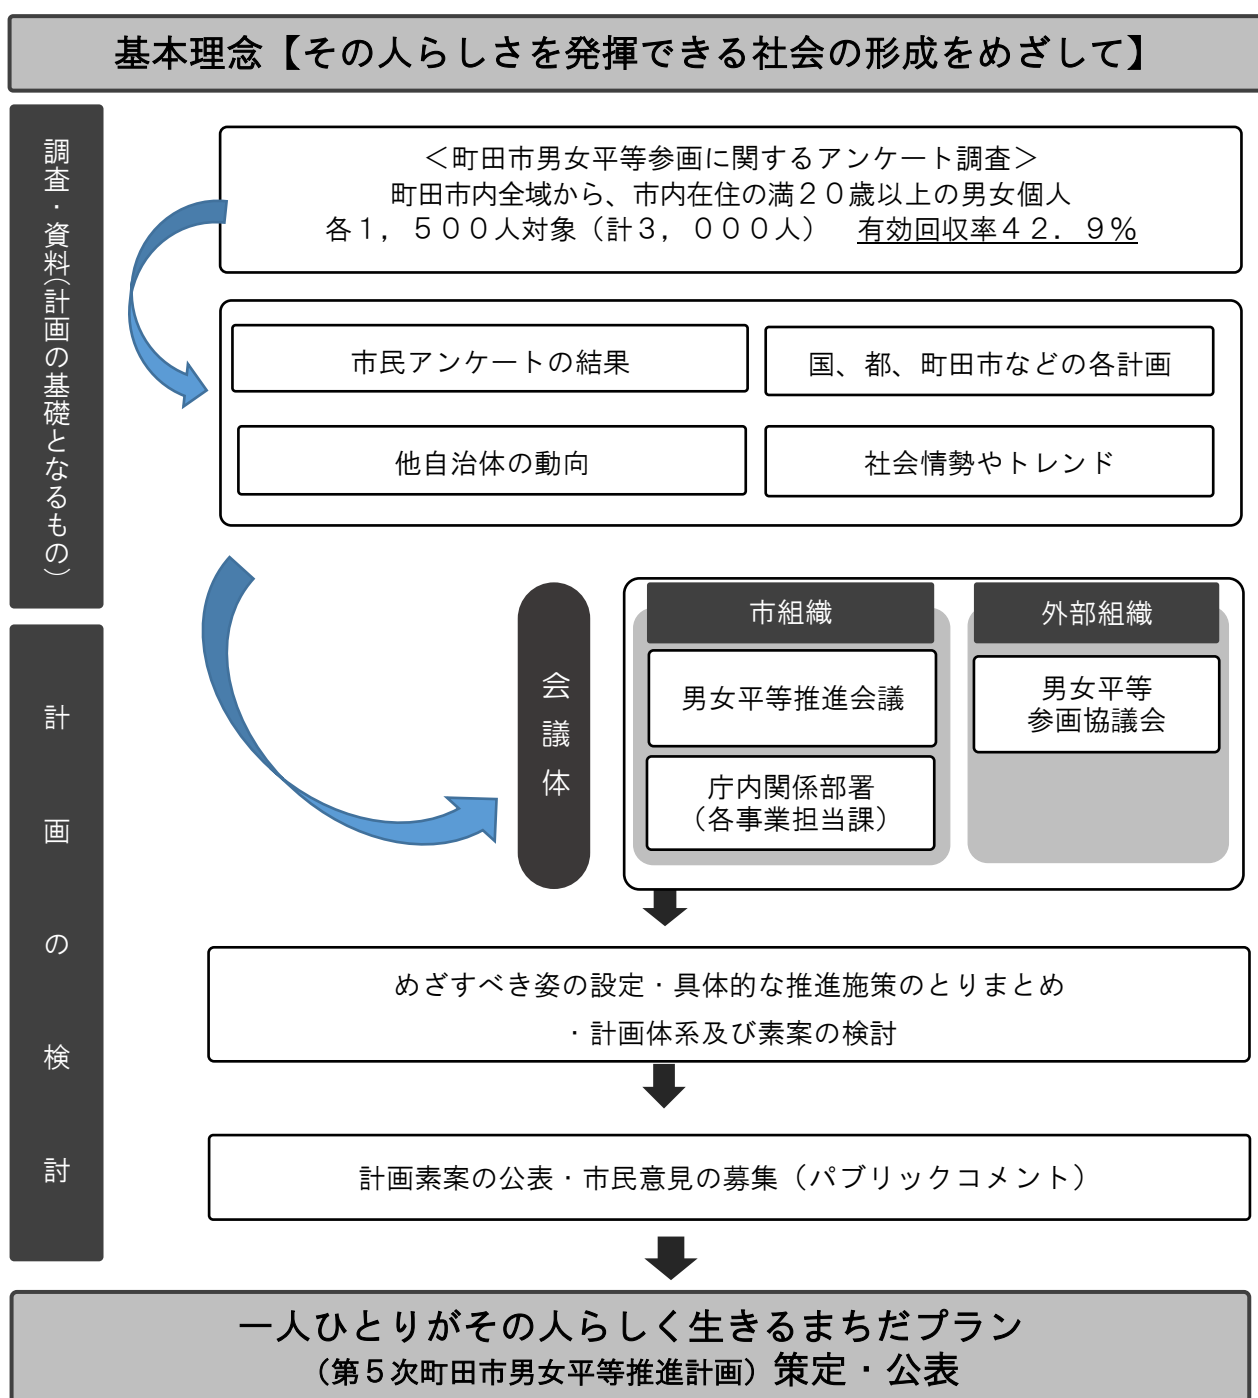 基本理念【その人らしさを発揮できる社会の形成をめざして】
調査・資料（計画の基礎となるもの）
＜町田市男女平等参画に関するアンケート調査＞
町田市内全域から、市内在住の満２０歳以上の男女個人
各１，５００人対象（計３，０００人）　有効回収率４２．９％
市民アンケートの結果
国、都、町田市などの各計画
他自治体の動向
社会情勢やトレンド
計画の検討
会議体
市組織
男女平等推進会議
庁内関係部署
（各事業担当課）
外部組織
男女平等
参画協議会
めざすべき姿の設定・具体的な推進施策のとりまとめ
・計画体系及び素案の検討
計画素案の公表・市民意見の募集（パブリックコメント）
一人ひとりがその人らしく生きるまちだプラン
（第５次町田市男女平等推進計画）策定・公表